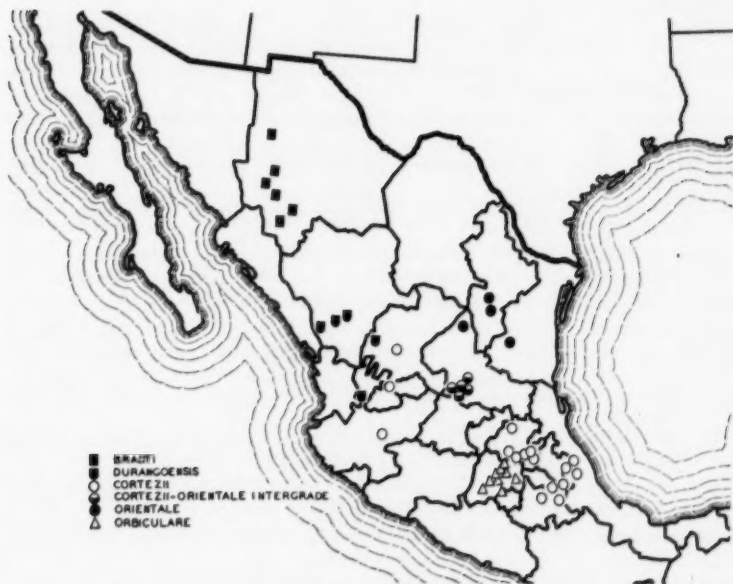 BRADTI
DURANGOENSIS
CORTEZII
CORTEZII-ORIENTALE INTERGRADE
ORIENTALE
ORBICULARE